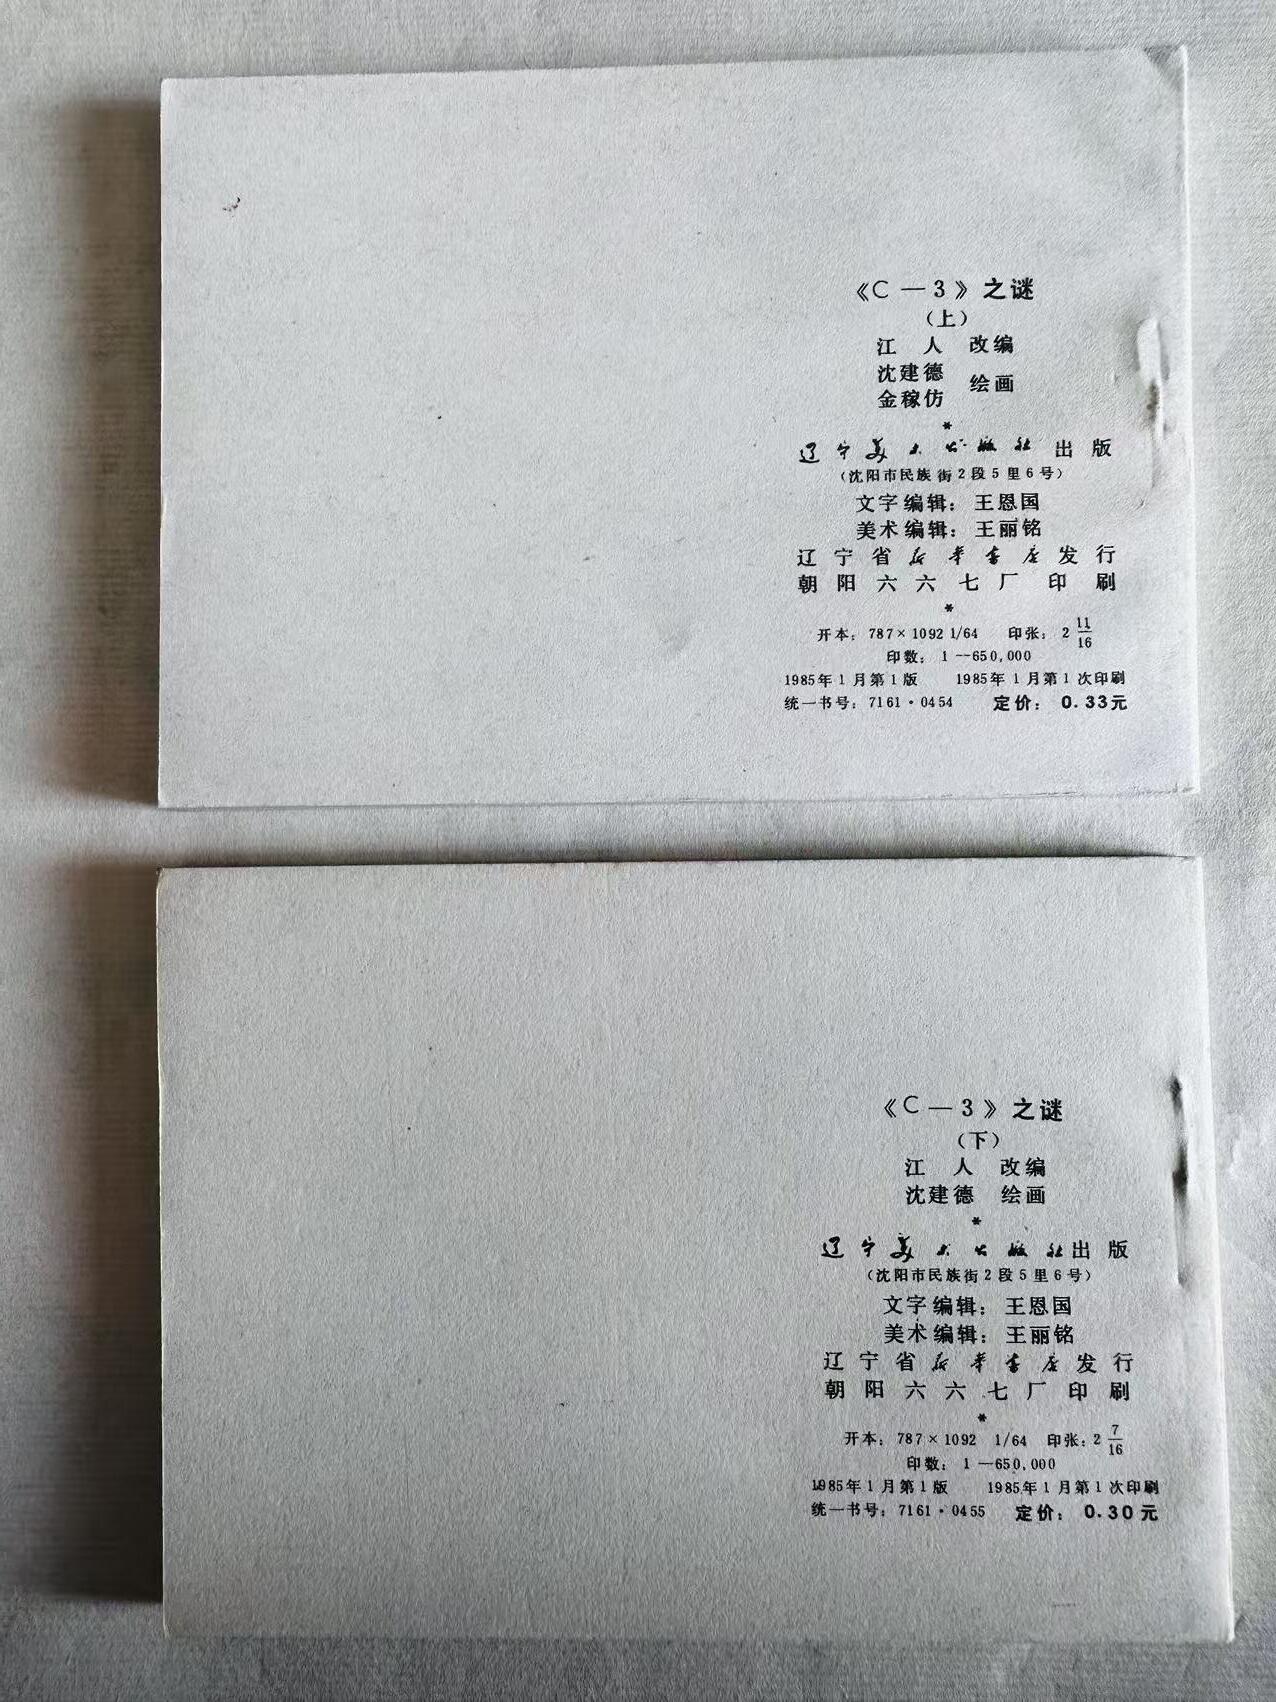 《C—3》之谜
（上）
江 人 改编
沈建德
金稼仿 绘画
*
辽宁美术出版社 出版
（沈阳市民族街2段5里6号）
文字编辑：王恩国
美术编辑：王丽铭
辽宁省新华书店发行
朝阳六六七厂印刷
*
开本：787×1092 1/64 印张：2 11/16
印数：1—650,000
1985年1月第1版 1985年1月第1次印刷
统一书号：7161·0454 定价：0.33元
《C—3》之谜
（下）
江 人 改编
沈建德 绘画
*
辽宁美术出版社出版
（沈阳市民族街2段5里6号）
文字编辑：王恩国
美术编辑：王丽铭
辽宁省新华书店发行
朝阳六六七厂印刷
*
开本：787×1092 1/64 印张：2 7/16
印数：1—650,000
1985年1月第1版 1985年1月第1次印刷
统一书号：7161·0455 定价：0.30元